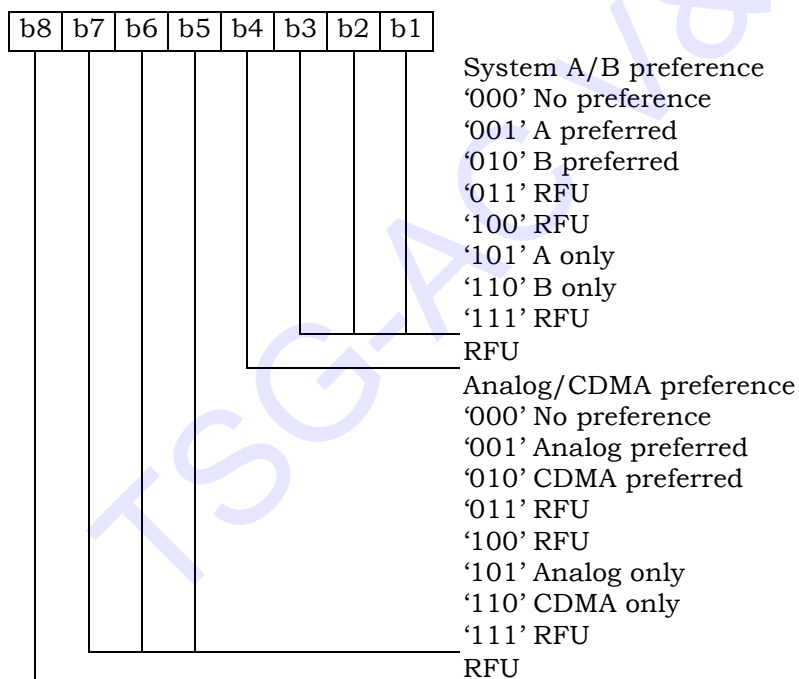 b8 b7 b6 b5 b4 b3 b2 b1
System A/B preference
‘000’ No preference
‘001’ A preferred
‘010’ B preferred
‘011’ RFU
‘100’ RFU
‘101’ A only
‘110’ B only
‘111’ RFU
RFU
Analog/CDMA preference
‘000’ No preference
‘001’ Analog preferred
‘010’ CDMA preferred
‘011’ RFU
‘100’ RFU
‘101’ Analog only
‘110’ CDMA only
‘111’ RFU
RFU
TSG-AC V&